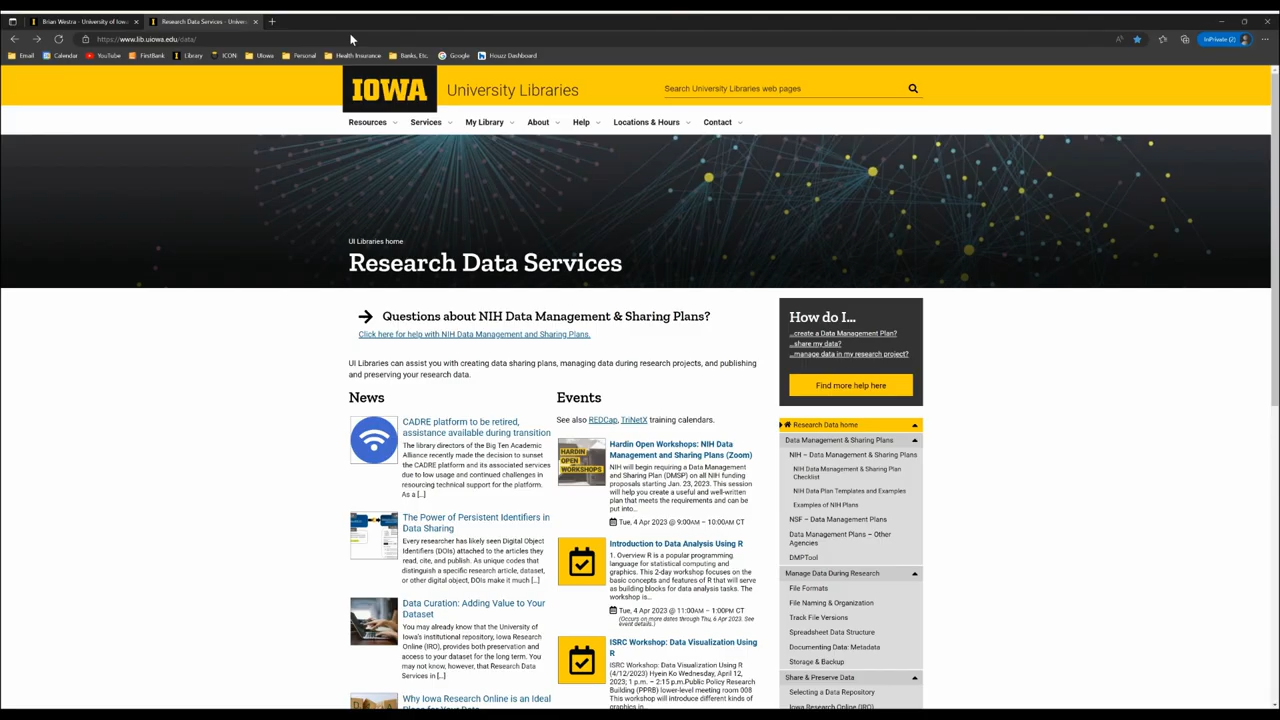 Brian Westra - University of Iowa
Research Data Services - Univer
https://www.lib.uiowa.edu/data/
InPrivate (2)
Email
Calendar
YouTube
FirstBank
Library
ICON
UIowa
Personal
Health Insurance
Banks, Etc.
Google
Houzz Dashboard
IOWA
University Libraries
Search University Libraries web pages
Resources
Services
My Library
About
Help
Locations & Hours
Contact
UI Libraries home
Research Data Services
Questions about NIH Data Management & Sharing Plans?
Click here for help with NIH Data Management and Sharing Plans.
UI Libraries can assist you with creating data sharing plans, managing data during research projects, and publishing
and preserving your research data.
News
CADRE platform to be retired,
assistance available during transition
The library directors of the Big Ten Academic
Alliance recently made the decision to sunset
the CADRE platform and its associated services
due to low usage and continued challenges in
resourcing technical support for the platform.
As a [...]
The Power of Persistent Identifiers in
Data Sharing
Every researcher has likely seen Digital Object
Identifiers (DOIs) attached to the articles they
read, cite, and publish. As unique codes that
distinguish a specific research article, dataset,
or other digital object, DOIs make it much [...]
Data Curation: Adding Value to Your
Dataset
You may already know that the University of
Iowa's institutional repository, Iowa Research
Online (IRO), provides both preservation and
access to your dataset for the long term. You
may not know, however, that Research Data
Services in [...]
Why Iowa Research Online is an Ideal
Events
See also REDCap, TriNetX training calendars.
HARDIN
OPEN
WORKSHOPS
Hardin Open Workshops: NIH Data
Management and Sharing Plans (Zoom)
NIH will begin requiring a Data Management
and Sharing Plan (DMSP) on all NIH funding
proposals starting Jan. 23, 2023. This session
will help you create a useful and well-written
plan that meets the requirements and can be
put into...
Tue, 4 Apr 2023 @ 9:00AM – 10:00AM CT
Introduction to Data Analysis Using R
1. Overview R is a popular programming
language for statistical computing and
graphics. This 2-day workshop focuses on the
basic concepts and features of R that will serve
as building blocks for data analysis tasks. The
workshop is...
Tue, 4 Apr 2023 @ 11:00AM – 1:00PM CT
(Occurs on more dates through Thu, 6 Apr 2023. See
event details.)
ISRC Workshop: Data Visualization Using
R
ISRC Workshop: Data Visualization Using R
(4/12/2023) Hyein Ko Wednesday, April 12,
2023; 1 p.m. – 2:15 p.m.Public Policy Research
Building (PPRB) lower-level meeting room 008
This workshop will introduce different kinds of
graphics in
How do I...
...create a Data Management Plan?
...share my data?
...manage data in my research project?
Find more help here
Research Data home
Data Management & Sharing Plans
NIH – Data Management & Sharing Plans
NIH Data Management & Sharing Plan
Checklist
NIH Data Plan Templates and Examples
Examples of NIH Plans
NSF – Data Management Plans
Data Management Plans – Other
Agencies
DMPTool
Manage Data During Research
File Formats
File Naming & Organization
Track File Versions
Spreadsheet Data Structure
Documenting Data: Metadata
Storage & Backup
Share & Preserve Data
Selecting a Data Repository
Iowa Research Online (IRO)